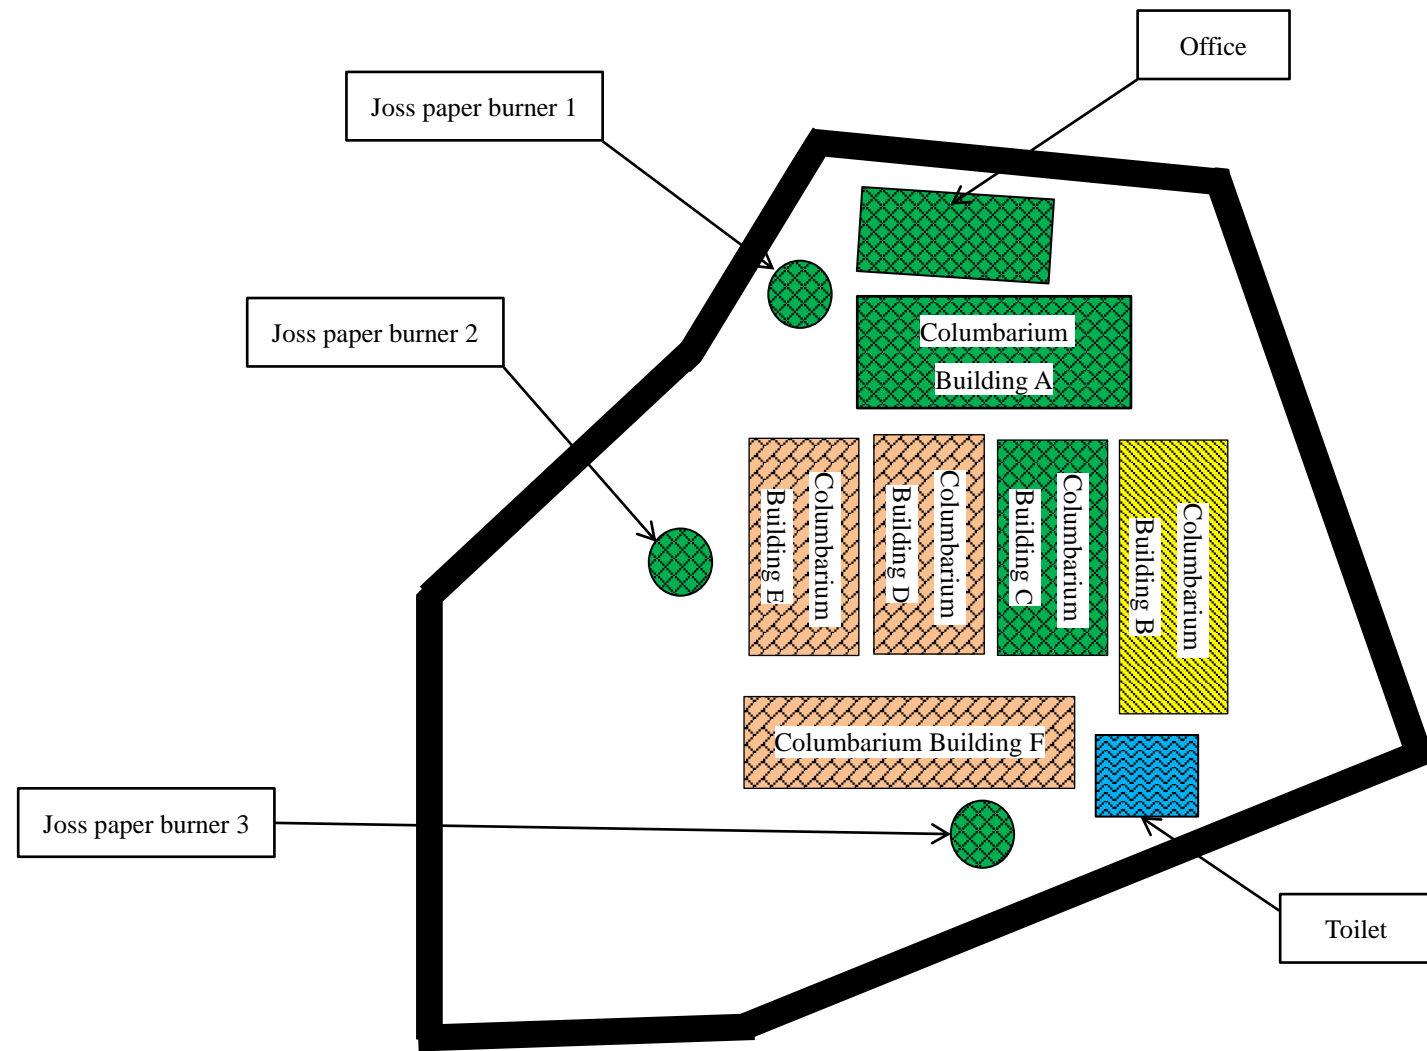 Office
Joss paper burner 1
Joss paper burner 2
Columbarium
Building A
Columbarium
Building E
Columbarium
Building D
Columbarium
Building C
Columbarium
Building B
Columbarium Building F
Joss paper burner 3
Toilet